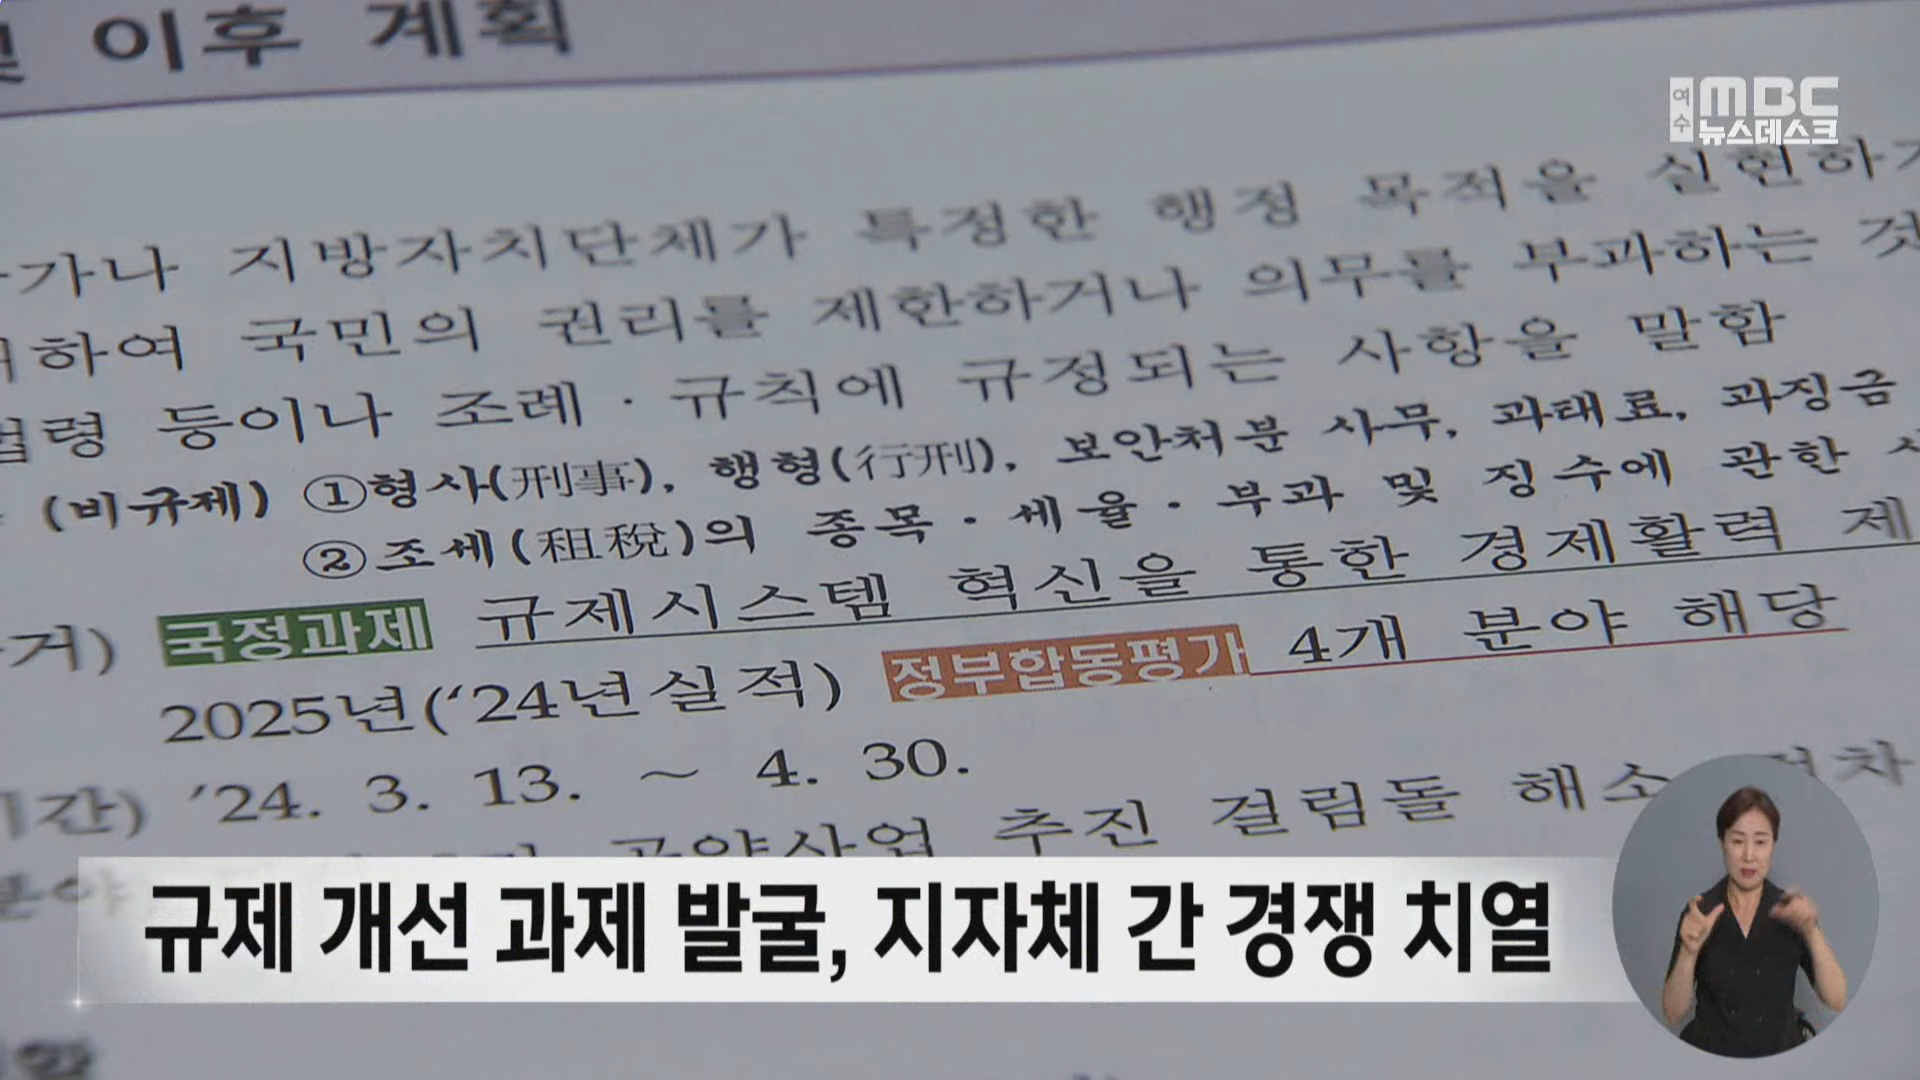 이후 계획
여수 MBC 뉴스데스크
지방자치단체가 특정한 행정 목적을 실현하기
하여 국민의 권리를 제한하거나 의무를 부과하는 것
법령 등이나 조례·규칙에 규정되는 사항을 말함
(비규제) ①형사(刑事), 행형(行刑), 보안처분 사무, 과태료, 과징금
②조세(租稅)의 종목·세율·부과 및 징수에 관한
거) 국정과제 규제시스템 혁신을 통한 경제활력 제
2025년(‘24년실적) 정부합동평가 4개 분야 해당
간) ’24. 3. 13. ~ 4. 30.
공약사업 추진 걸림돌 해소
규제 개선 과제 발굴, 지자체 간 경쟁 치열